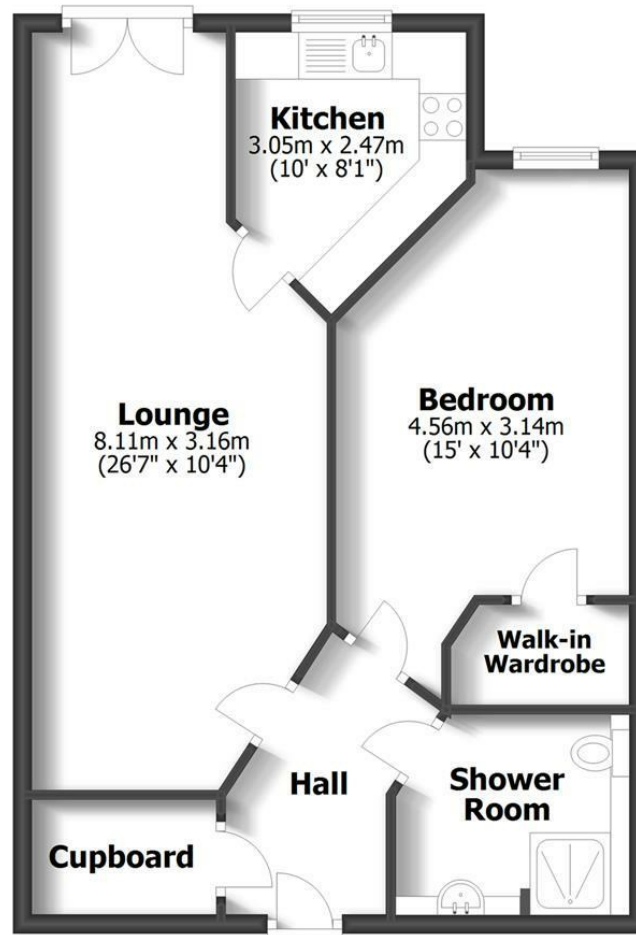 Kitchen
3.05m x 2.47m
(10' x 8'1")
Lounge
8.11m x 3.16m
(26'7" x 10'4")
Bedroom
4.56m x 3.14m
(15' x 10'4")
Walk-in
Wardrobe
Hall
Shower
Room
Cupboard